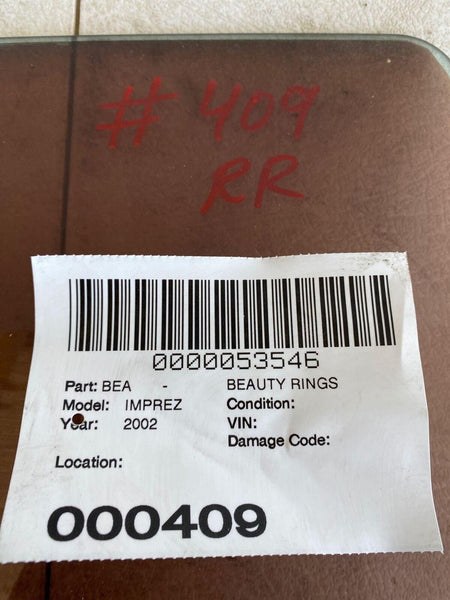 # 409
RR
0000053546
Part: BEA - BEAUTY RINGS
Model: IMPREZ Condition:
Year: 2002 VIN:
Damage Code:
Location:
000409